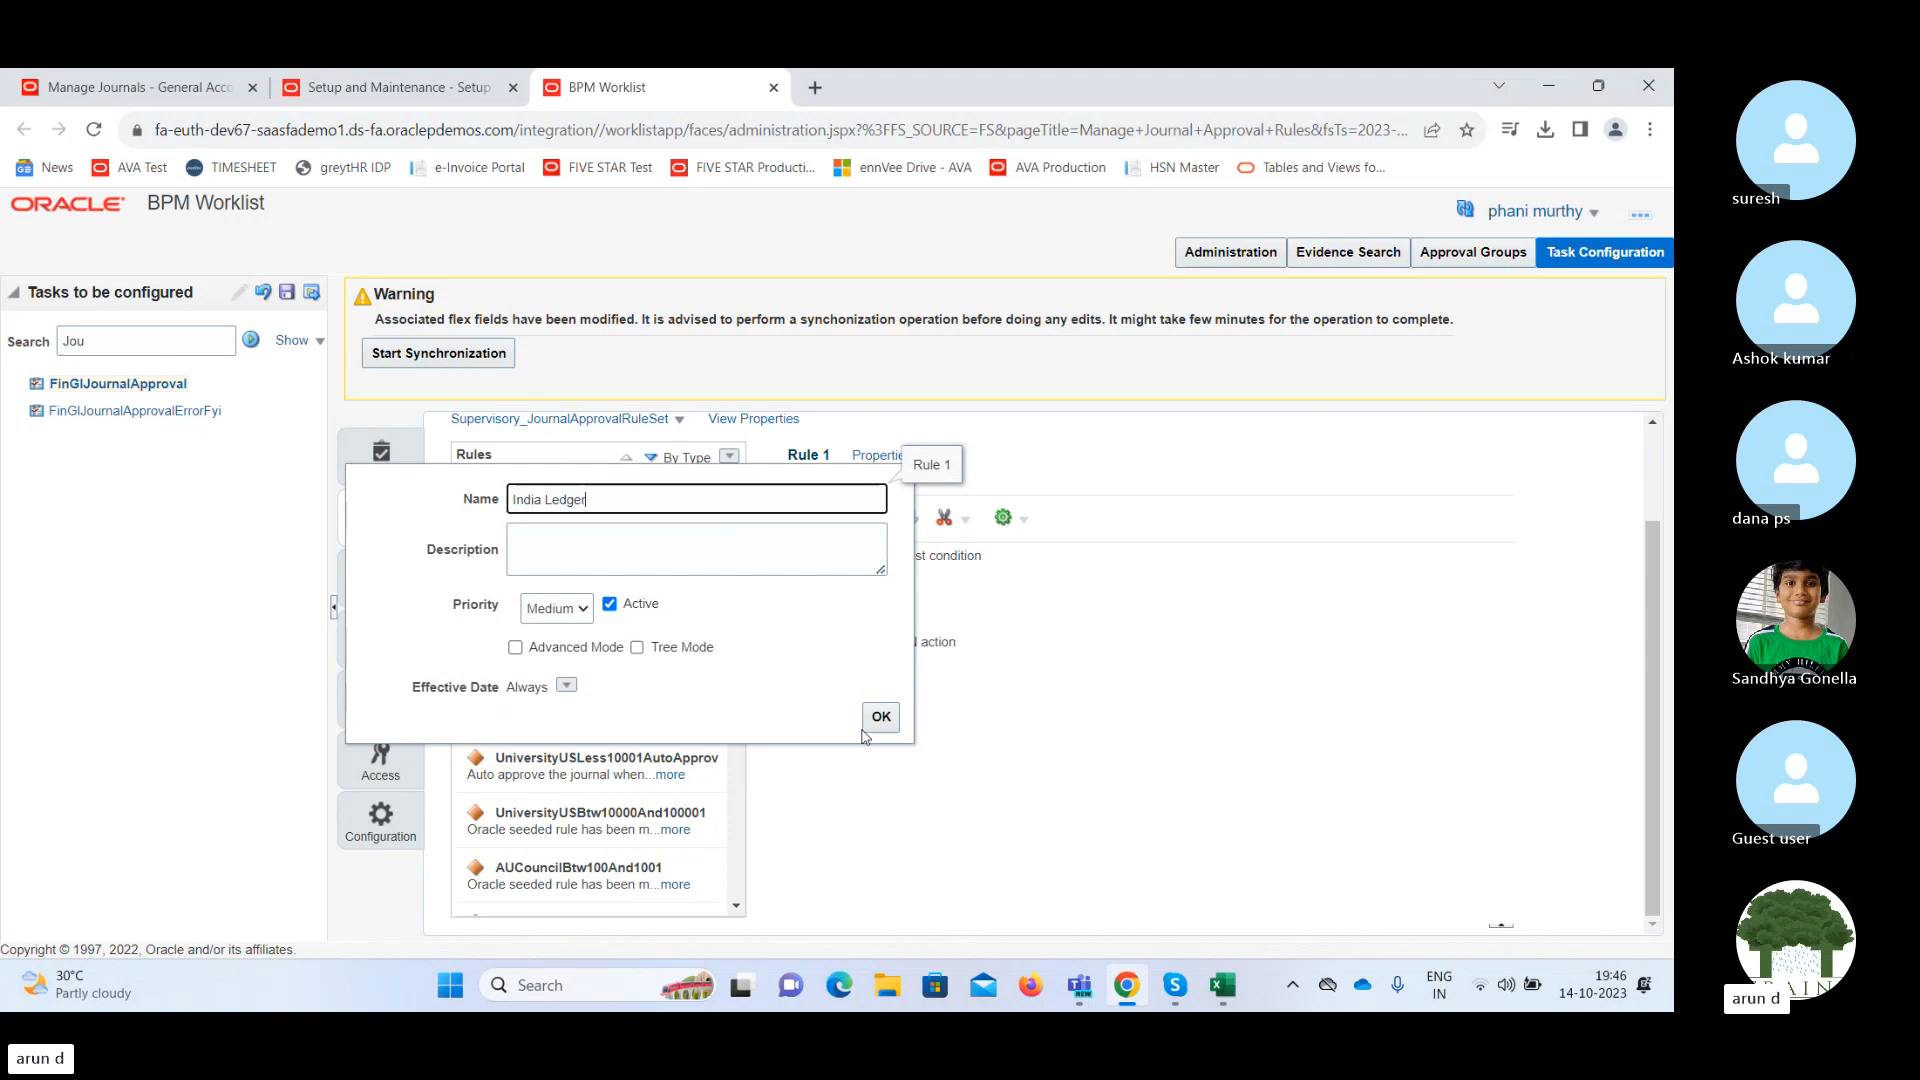 Manage Journals - General Acco
Setup and Maintenance - Setup
BPM Worklist
fa-euth-dev67-saasfademo1.ds-fa.oraclepdemos.com/integration//worklistapp/faces/administration.jspx?%3FFS_SOURCE=FS&pageTitle=Manage+Journal+Approval+Rules&fsTs=2023-...
News
AVA Test
TIMESHEET
greytHR IDP
e-Invoice Portal
FIVE STAR Test
FIVE STAR Producti...
ennVee Drive - AVA
AVA Production
HSN Master
Tables and Views fo...
ORACLE BPM Worklist
phani murthy
Administration
Evidence Search
Approval Groups
Task Configuration
Tasks to be configured
Search Jou Show
FinGlJournalApproval
FinGlJournalApprovalErrorFyi
Warning
Associated flex fields have been modified. It is advised to perform a synchonization operation before doing any edits. It might take few minutes for the operation to complete.
Start Synchronization
Supervisory_JournalApprovalRuleSet View Properties
Rules By Type
Rule 1 Propertie
Rule 1
Name India Ledger
Description
st condition
Priority Medium Active
action
Advanced Mode Tree Mode
Effective Date Always
OK
Access
Configuration
UniversityUSLess10001AutoApprov
Auto approve the journal when...more
UniversityUSBtw10000And100001
Oracle seeded rule has been m...more
AUCouncilBtw100And1001
Oracle seeded rule has been m...more
Copyright © 1997, 2022, Oracle and/or its affiliates.
30°C
Partly cloudy
Search
NEW
ENG
IN
19:46
14-10-2023
suresh
Ashok kumar
dana ps
Sandhya Gonella
Guest user
arun d
arun d